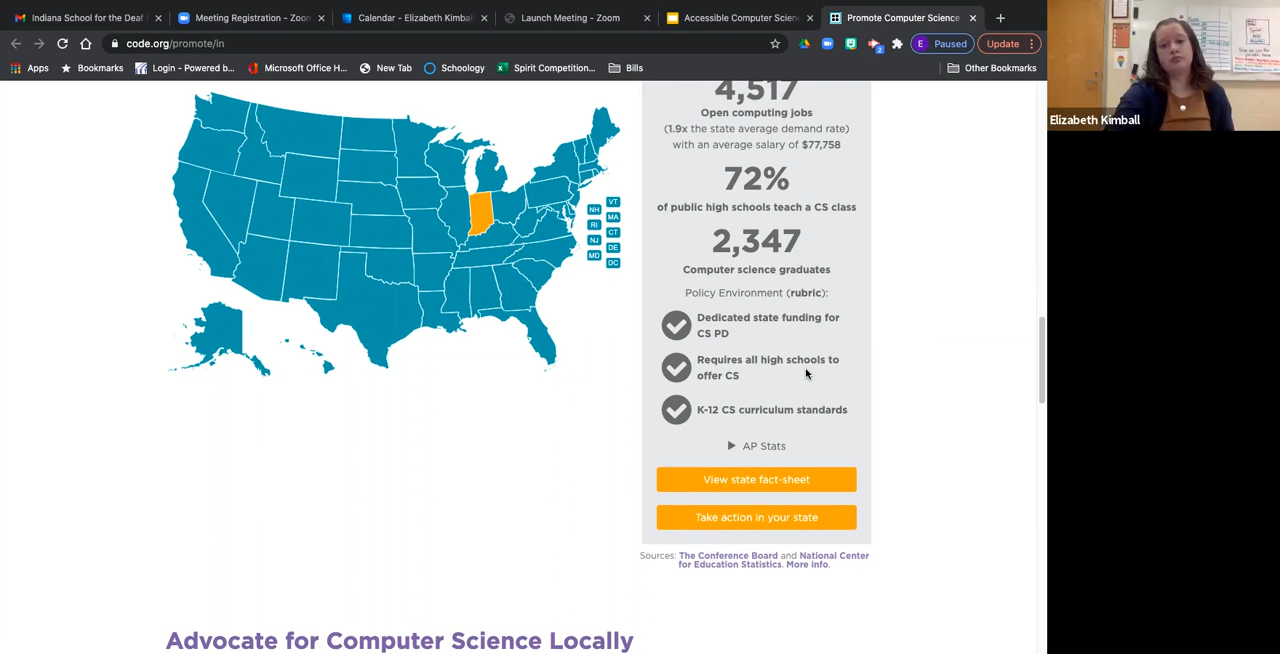 Indiana School for the Deaf
Meeting Registration - Zoo
Calendar - Elizabeth Kimbal
Launch Meeting - Zoom
Accessible Computer Scien
Promote Computer Science
code.org/promote/in
2
E Paused
Update
Apps
Bookmarks
Login - Powered b...
Microsoft Office H...
New Tab
Schoology
Spirit Competition...
Bills
Other Bookmarks
4,517
Open computing jobs
(1.9x the state average demand rate)
with an average salary of $77,758
72%
of public high schools teach a CS class
2,347
Computer science graduates
Policy Environment (rubric):
Dedicated state funding for
CS PD
Requires all high schools to
offer CS
K-12 CS curriculum standards
AP Stats
View state fact-sheet
Take action in your state
Sources: The Conference Board and National Center
for Education Statistics. More info.
VT
NH
MA
RI
CT
NJ
DE
MD
DC
Advocate for Computer Science Locally
Elizabeth Kimball